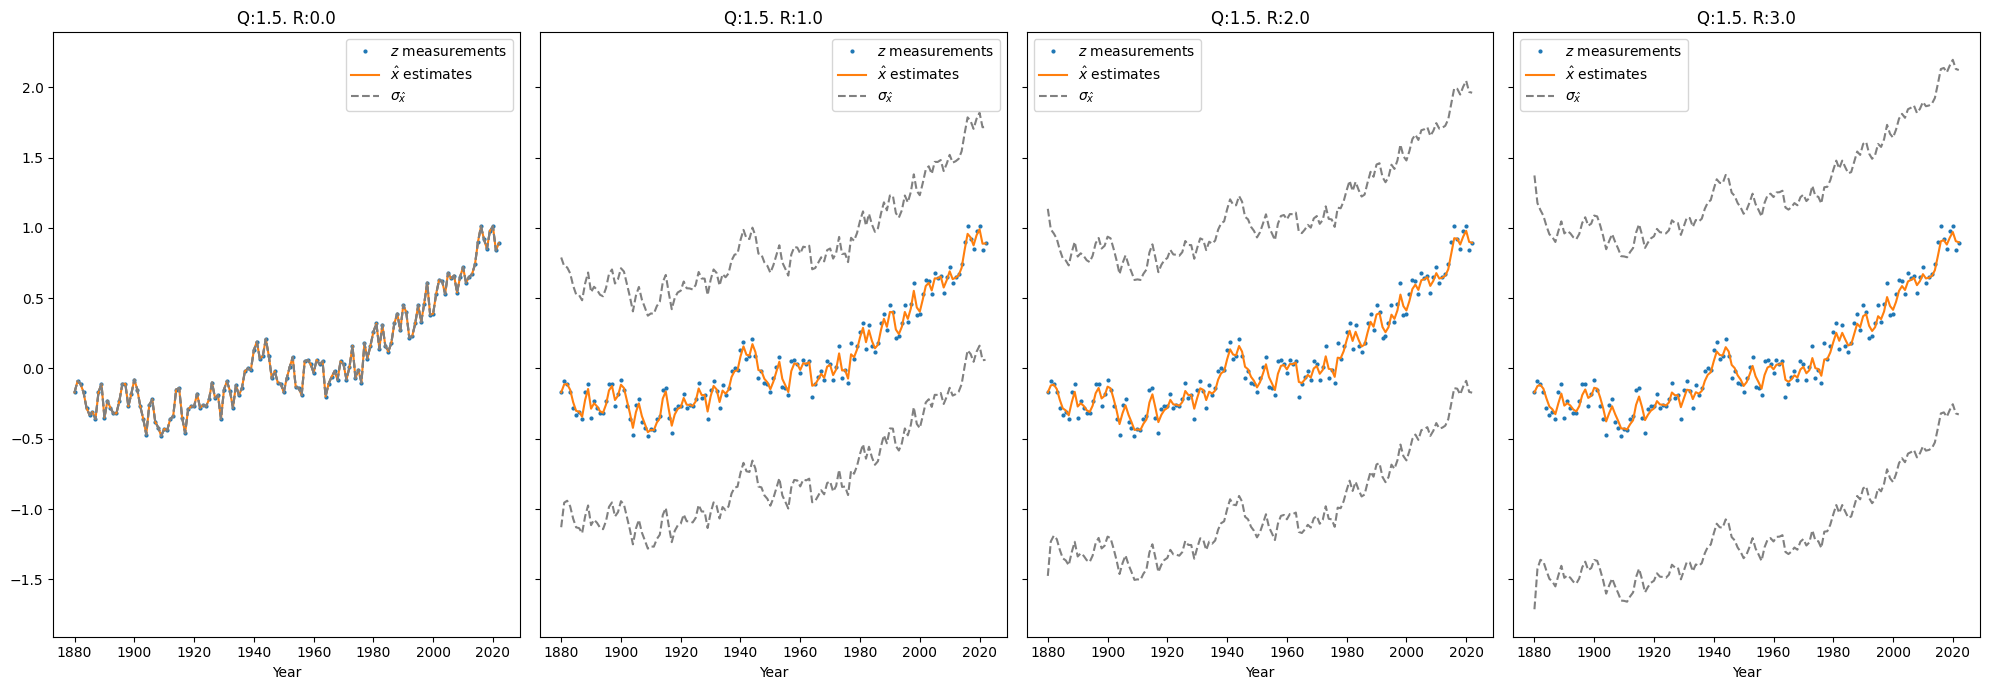 Q:1.5. R:0.0
z measurements
x̂ estimates
σx̂
2.0
1.5
1.0
0.5
0.0
−0.5
−1.0
−1.5
1880 1900 1920 1940 1960 1980 2000 2020
Year
Q:1.5. R:1.0
z measurements
x̂ estimates
σx̂
1880 1900 1920 1940 1960 1980 2000 2020
Year
Q:1.5. R:2.0
z measurements
x̂ estimates
σx̂
1880 1900 1920 1940 1960 1980 2000 2020
Year
Q:1.5. R:3.0
z measurements
x̂ estimates
σx̂
1880 1900 1920 1940 1960 1980 2000 2020
Year